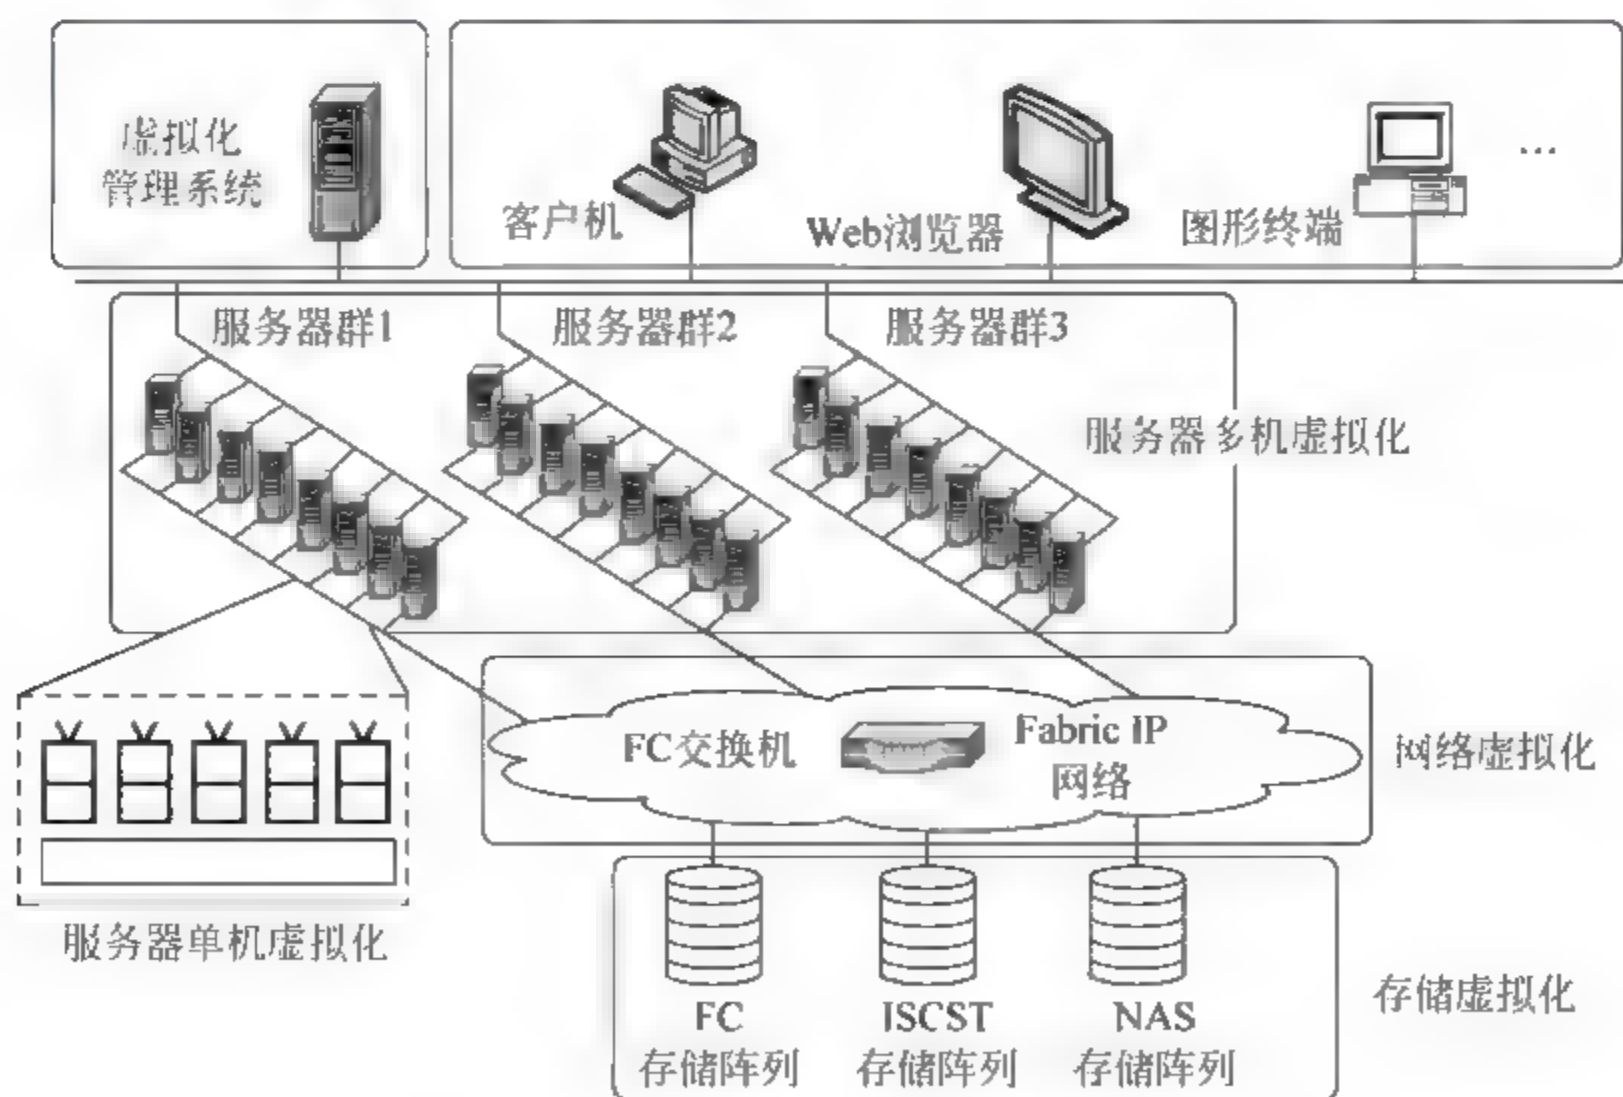 虚拟化
管理系统
客户机
Web浏览器
图形终端
...
服务器群1
服务器群2
服务器群3
服务器多机虚拟化
FC交换机
Fabric IP
网络
网络虚拟化
服务器单机虚拟化
FC
存储阵列
ISCST
存储阵列
NAS
存储阵列
存储虚拟化